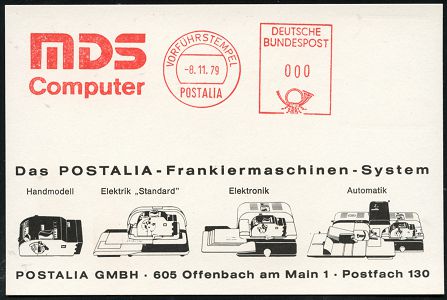 MDS
Computer
VORFÜHRSTEMPEL
-8.11.79
POSTALIA
DEUTSCHE
BUNDESPOST
000
Das POSTALIA-Frankiermaschinen-System
Handmodell Elektrik „Standard" Elektronik Automatik
POSTALIA GMBH · 605 Offenbach am Main 1 · Postfach 130